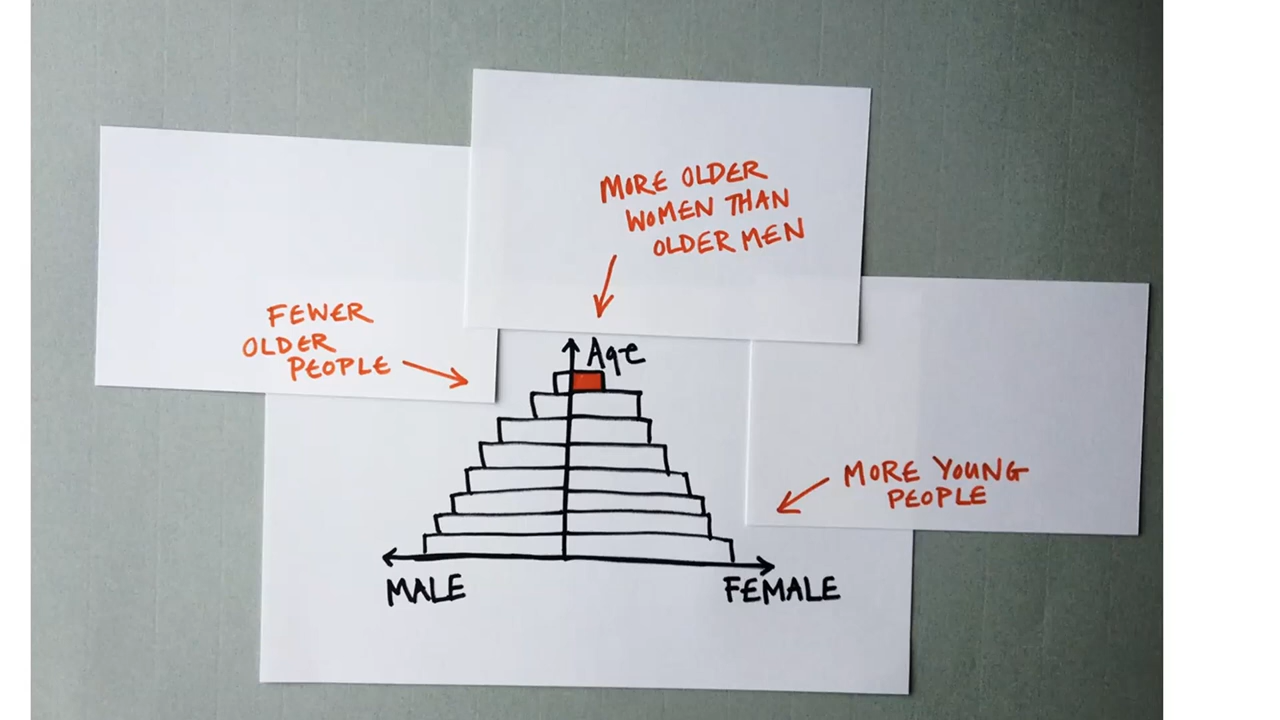 MORE OLDER
WOMEN THAN
OLDER MEN
FEWER
OLDER
PEOPLE
Age
MORE YOUNG
PEOPLE
MALE
FEMALE